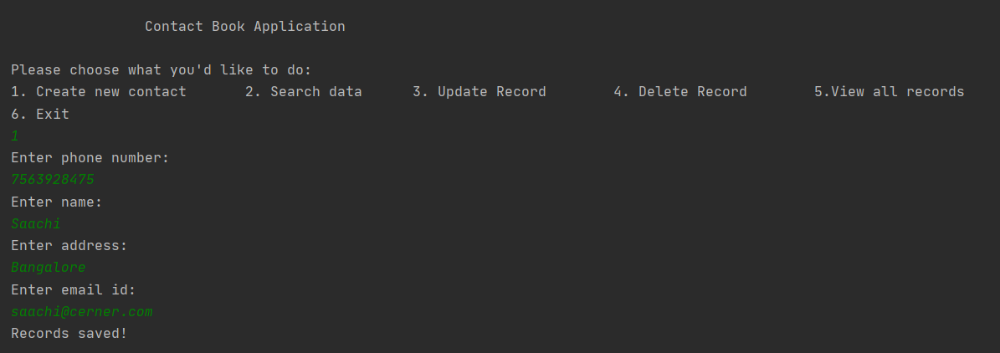 Contact Book Application
Please choose what you'd like to do:
1. Create new contact 2. Search data 3. Update Record 4. Delete Record 5.View all records
6. Exit
1
Enter phone number:
7563928475
Enter name:
Saachi
Enter address:
Bangalore
Enter email id:
saachi@cerner.com
Records saved!